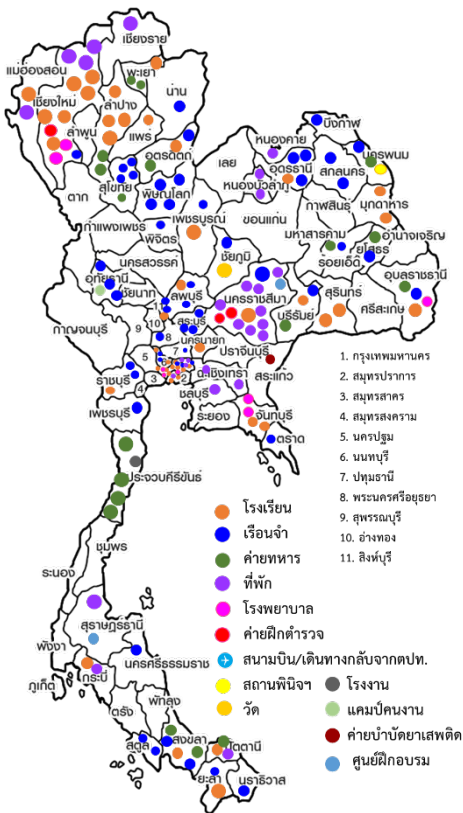 เชียงราย
แม่ฮ่องสอน
พะเยา
น่าน
เชียงใหม่
ลำปาง
ลำพูน
แพร่
บึงกาฬ
หนองคาย
เลย
อุดรธานี
นครพนม
อุตรดิตถ์
หนองบัวลำภู
สกลนคร
ตาก
สุโขทัย
พิษณุโลก
มุกดาหาร
กาฬสินธุ์
ขอนแก่น
เพชรบูรณ์
กำแพงเพชร
พิจิตร
มหาสารคาม
อำนาจเจริญ
ร้อยเอ็ด
ยโสธร
ชัยภูมิ
นครสวรรค์
อุทัยธานี
ชัยนาท
ลพบุรี
อุบลราชธานี
นครราชสีมา
สุรินทร์
บุรีรัมย์
ศรีสะเกษ
สระบุรี
กาญจนบุรี
นครนายก
ปราจีนบุรี
ฉะเชิงเทรา
สระแก้ว
ราชบุรี
ชลบุรี
เพชรบุรี
ระยอง
จันทบุรี
ตราด
11
10
1
9
8
7
5
6
3
2
4
1. กรุงเทพมหานคร
2. สมุทรปราการ
3. สมุทรสาคร
4. สมุทรสงคราม
5. นครปฐม
6. นนทบุรี
7. ปทุมธานี
8. พระนครศรีอยุธยา
9. สุพรรณบุรี
10. อ่างทอง
11. สิงห์บุรี
ประจวบคีรีขันธ์
ชุมพร
ระนอง
สุราษฎร์ธานี
พังงา
นครศรีธรรมราช
ภูเก็ต
กระบี่
ตรัง
พัทลุง
สตูล
สงขลา
ปัตตานี
ยะลา
นราธิวาส
โรงเรียน
เรือนจำ
ค่ายทหาร
ที่พัก
โรงพยาบาล
ค่ายฝึกตำรวจ
สนามบิน/เดินทางกลับจากตปท.
สถานพินิจฯ
วัด
โรงงาน
แคมป์คนงาน
ค่ายบำบัดยาเสพติด
ศูนย์ฝึกอบรม